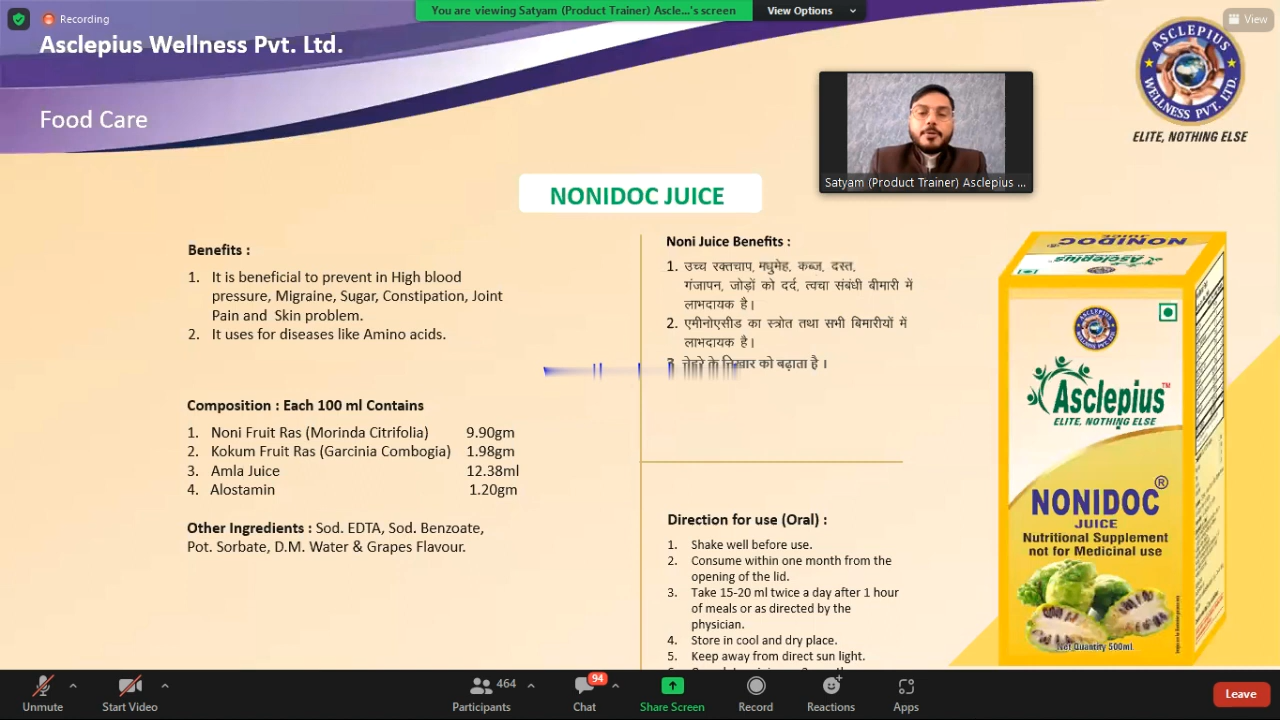 Recording
You are viewing Satyam (Product Trainer) Ascle...'s screen
View Options
View
Asclepius Wellness Pvt. Ltd.
Food Care
ASCLEPIUS
WELLNESS PVT. LTD.
ELITE, NOTHING ELSE
Satyam (Product Trainer) Asclepius ...
NONIDOC JUICE
Benefits :
1. It is beneficial to prevent in High blood
pressure, Migraine, Sugar, Constipation, Joint
Pain and Skin problem.
2. It uses for diseases like Amino acids.
Composition : Each 100 ml Contains
1. Noni Fruit Ras (Morinda Citrifolia) 9.90gm
2. Kokum Fruit Ras (Garcinia Combogia) 1.98gm
3. Amla Juice 12.38ml
4. Alostamin 1.20gm
Other Ingredients : Sod. EDTA, Sod. Benzoate,
Pot. Sorbate, D.M. Water & Grapes Flavour.
Noni Juice Benefits :
1. उच्च रक्तचाप, मधुमेह, कब्ज, दस्त,
गंजापन, जोड़ों को दर्द, त्वचा संबंधी बीमारी में
लाभदायक है।
2. एमीनोएसीड का स्त्रोत तथा सभी बिमारीयों में
लाभदायक है।
को बढ़ाता है ।
Direction for use (Oral) :
1. Shake well before use.
2. Consume within one month from the
opening of the lid.
3. Take 15-20 ml twice a day after 1 hour
of meals or as directed by the
physician.
4. Store in cool and dry place.
5. Keep away from direct sun light.
NONIDOC
JUICE
Asclepius
Asclepius™
ELITE, NOTHING ELSE
NONIDOC®
JUICE
Nutritional Supplement
not for Medicinal use
Net Quantity 500ml
Unmute
Start Video
464
Participants
94
Chat
Share Screen
Record
Reactions
Apps
Leave